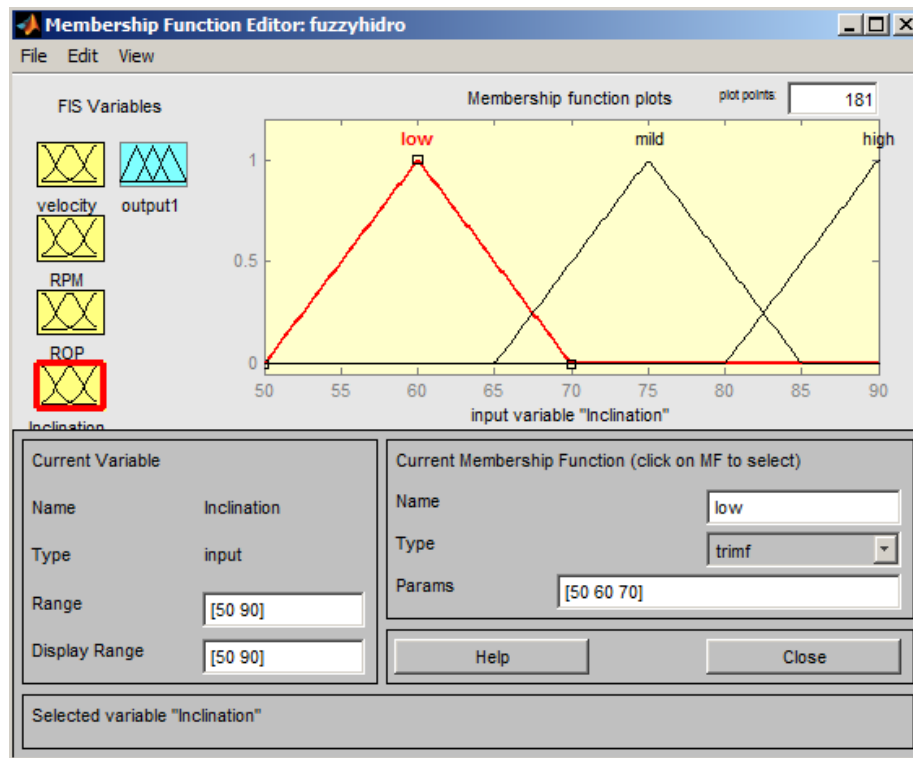 Membership Function Editor: fuzzyhidro
File Edit View
FIS Variables
velocity
output1
RPM
ROP
Inclination
Membership function plots
plot points:
181
low
mild
high
1
0.5
0
50 55 60 65 70 75 80 85 90
input variable "Inclination"
Current Variable
Name Inclination
Type input
Range [50 90]
Display Range [50 90]
Current Membership Function (click on MF to select)
Name low
Type trimf
Params [50 60 70]
Help Close
Selected variable "Inclination"